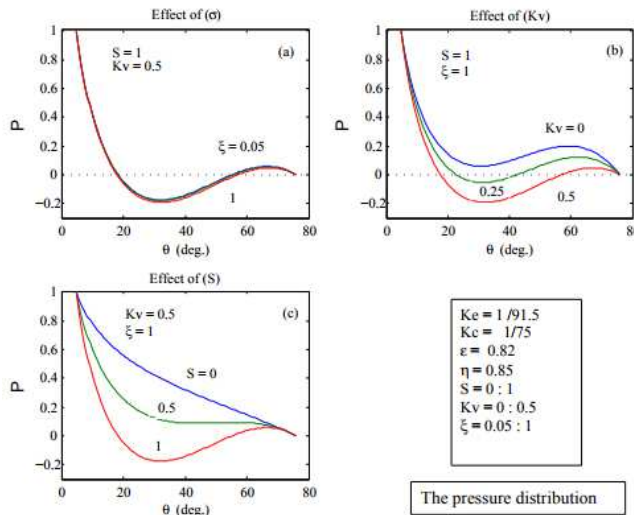 Effect of (σ)
1
0.8
0.6
0.4
0.2
0
−0.2
P
S = 1
Kv = 0.5
(a)
ξ = 0.05
1
0 20 40 60 80
θ (deg.)
Effect of (Kv)
1
0.8
0.6
0.4
0.2
0
−0.2
P
S = 1
ξ = 1
(b)
Kv = 0
0.25
0.5
0 20 40 60 80
θ (deg.)
Effect of (S)
1
0.8
0.6
0.4
0.2
0
−0.2
P
Kv = 0.5
ξ = 1
(c)
S = 0
0.5
1
0 20 40 60 80
θ (deg.)
Ke = 1 /91.5
Kc = 1/75
ε = 0.82
η = 0.85
S = 0 : 1
Kv = 0 : 0.5
ξ = 0.05 : 1
The pressure distribution